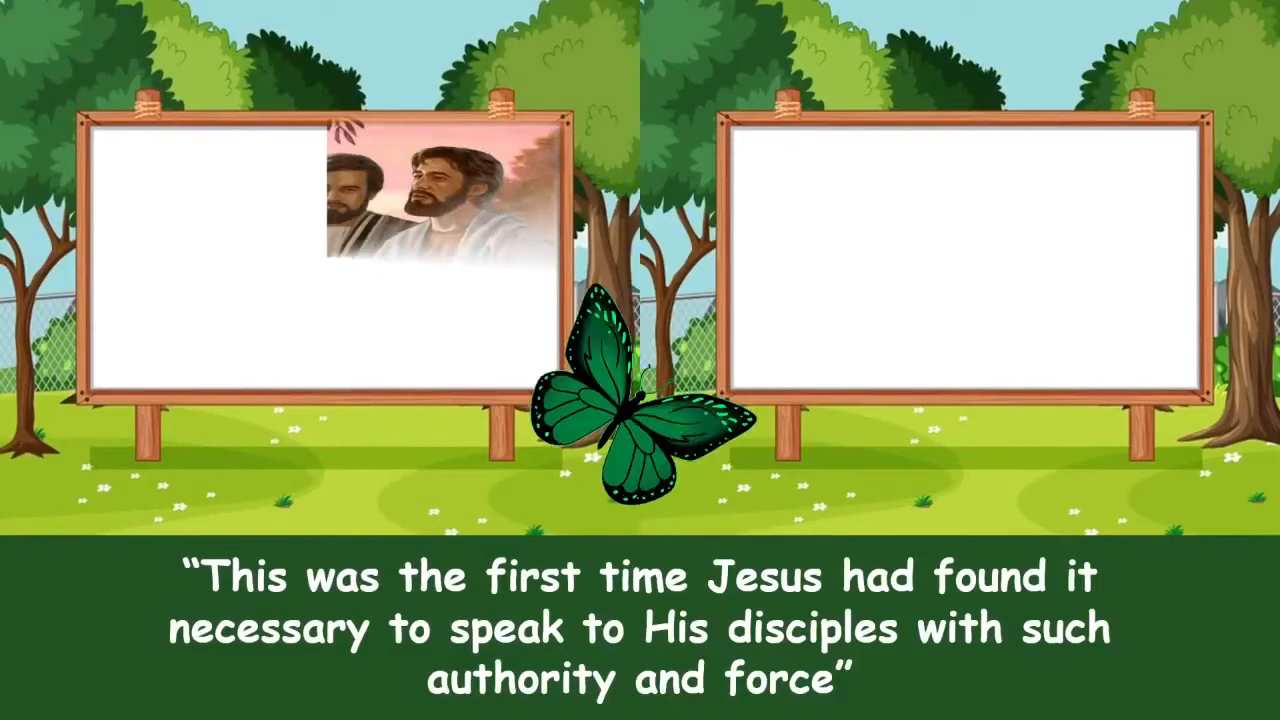 “This was the first time Jesus had found it
necessary to speak to His disciples with such
authority and force”